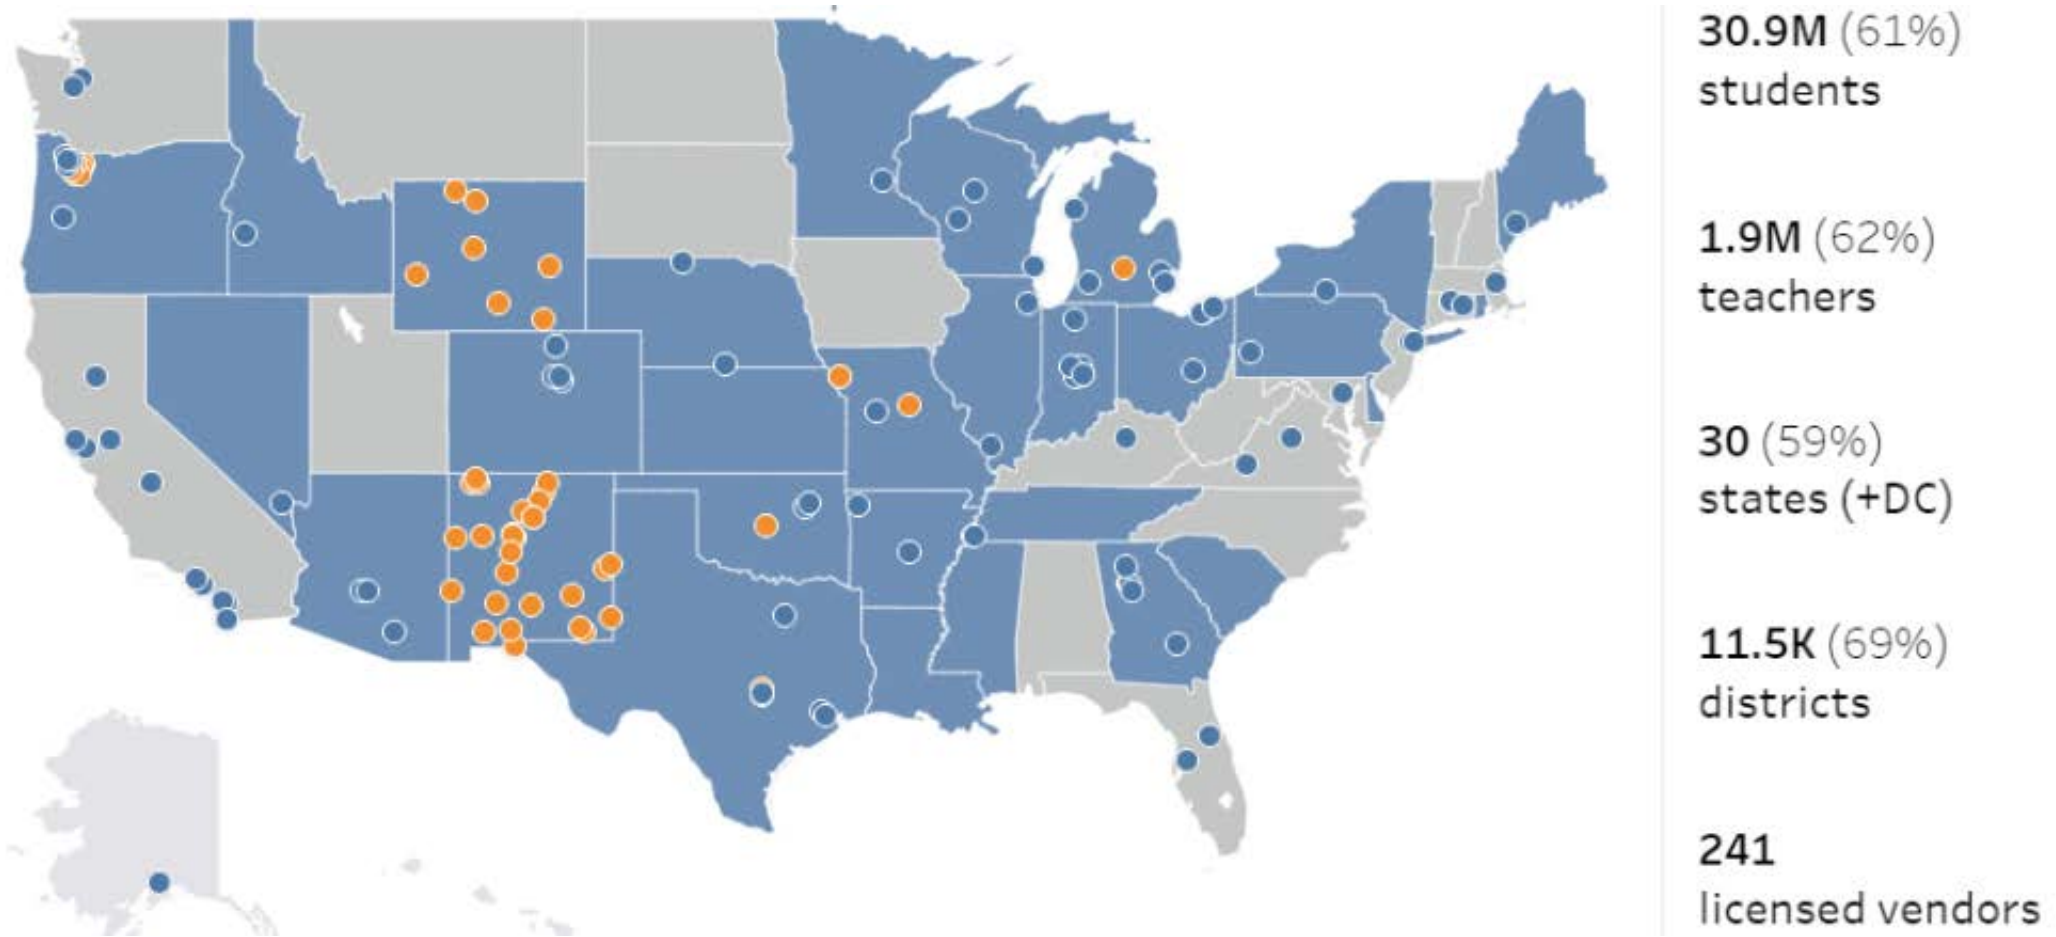 30.9M (61%)
students
1.9M (62%)
teachers
30 (59%)
states (+DC)
11.5K (69%)
districts
241
licensed vendors